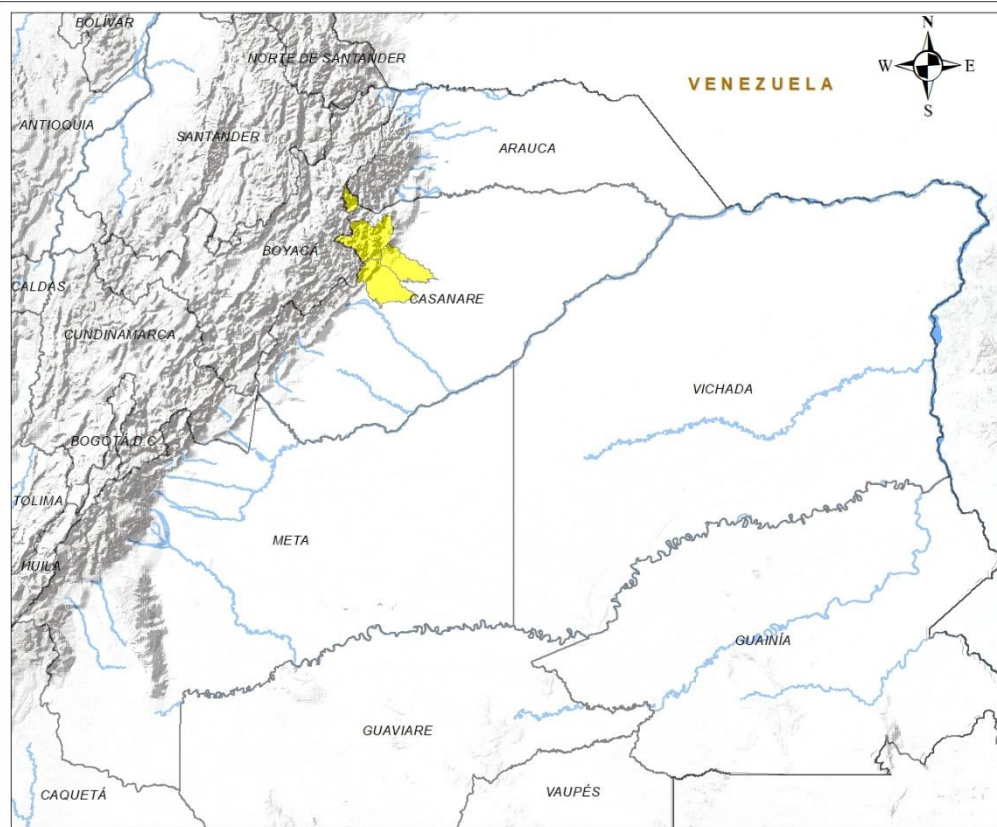 BOLÍVAR
N
NORTE DE SANTANDER
W
E
VENEZUELA
S
ANTIOQUIA
SANTANDER
ARAUCA
BOYACÁ
CALDAS
CASANARE
CUNDINAMARCA
VICHADA
BOGOTÁ D.C
TOLIMA
META
HUILA
GUAINÍA
GUAVIARE
CAQUETÁ
VAUPÉS